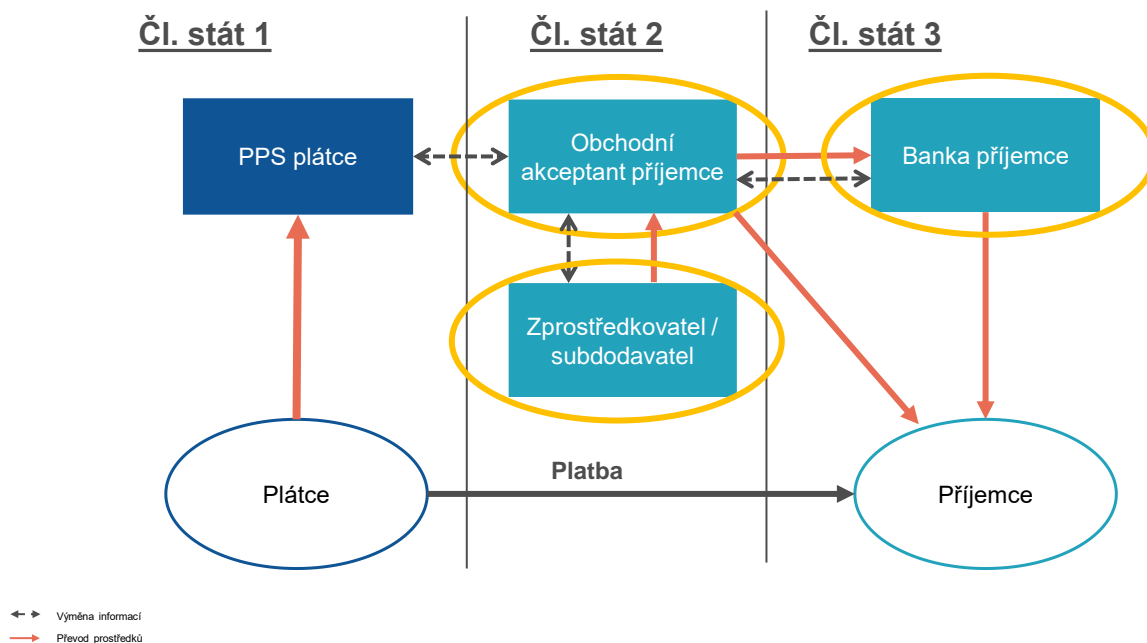 Čl. stát 1
Čl. stát 2
Čl. stát 3
PPS plátce
Obchodní
akceptant příjemce
Banka příjemce
Zprostředkovatel /
subdodavatel
Platba
Plátce
Příjemce
Výměna informací
Převod prostředků